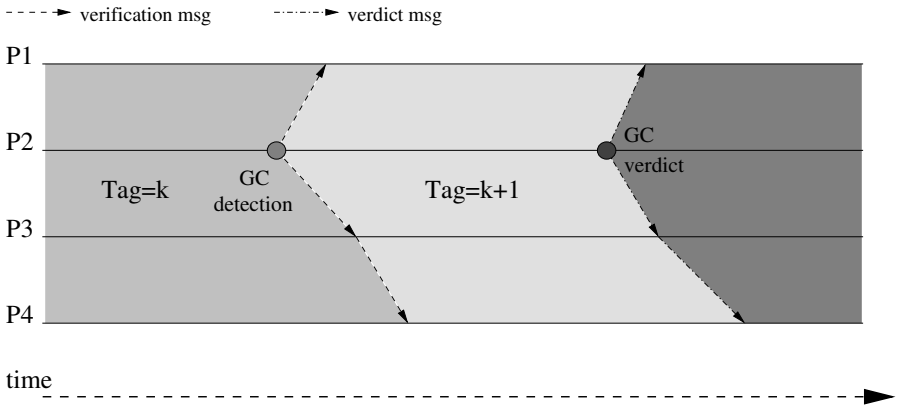 verification msg
verdict msg
P1
P2
GC
verdict
Tag=k
GC
detection
Tag=k+1
P3
P4
time